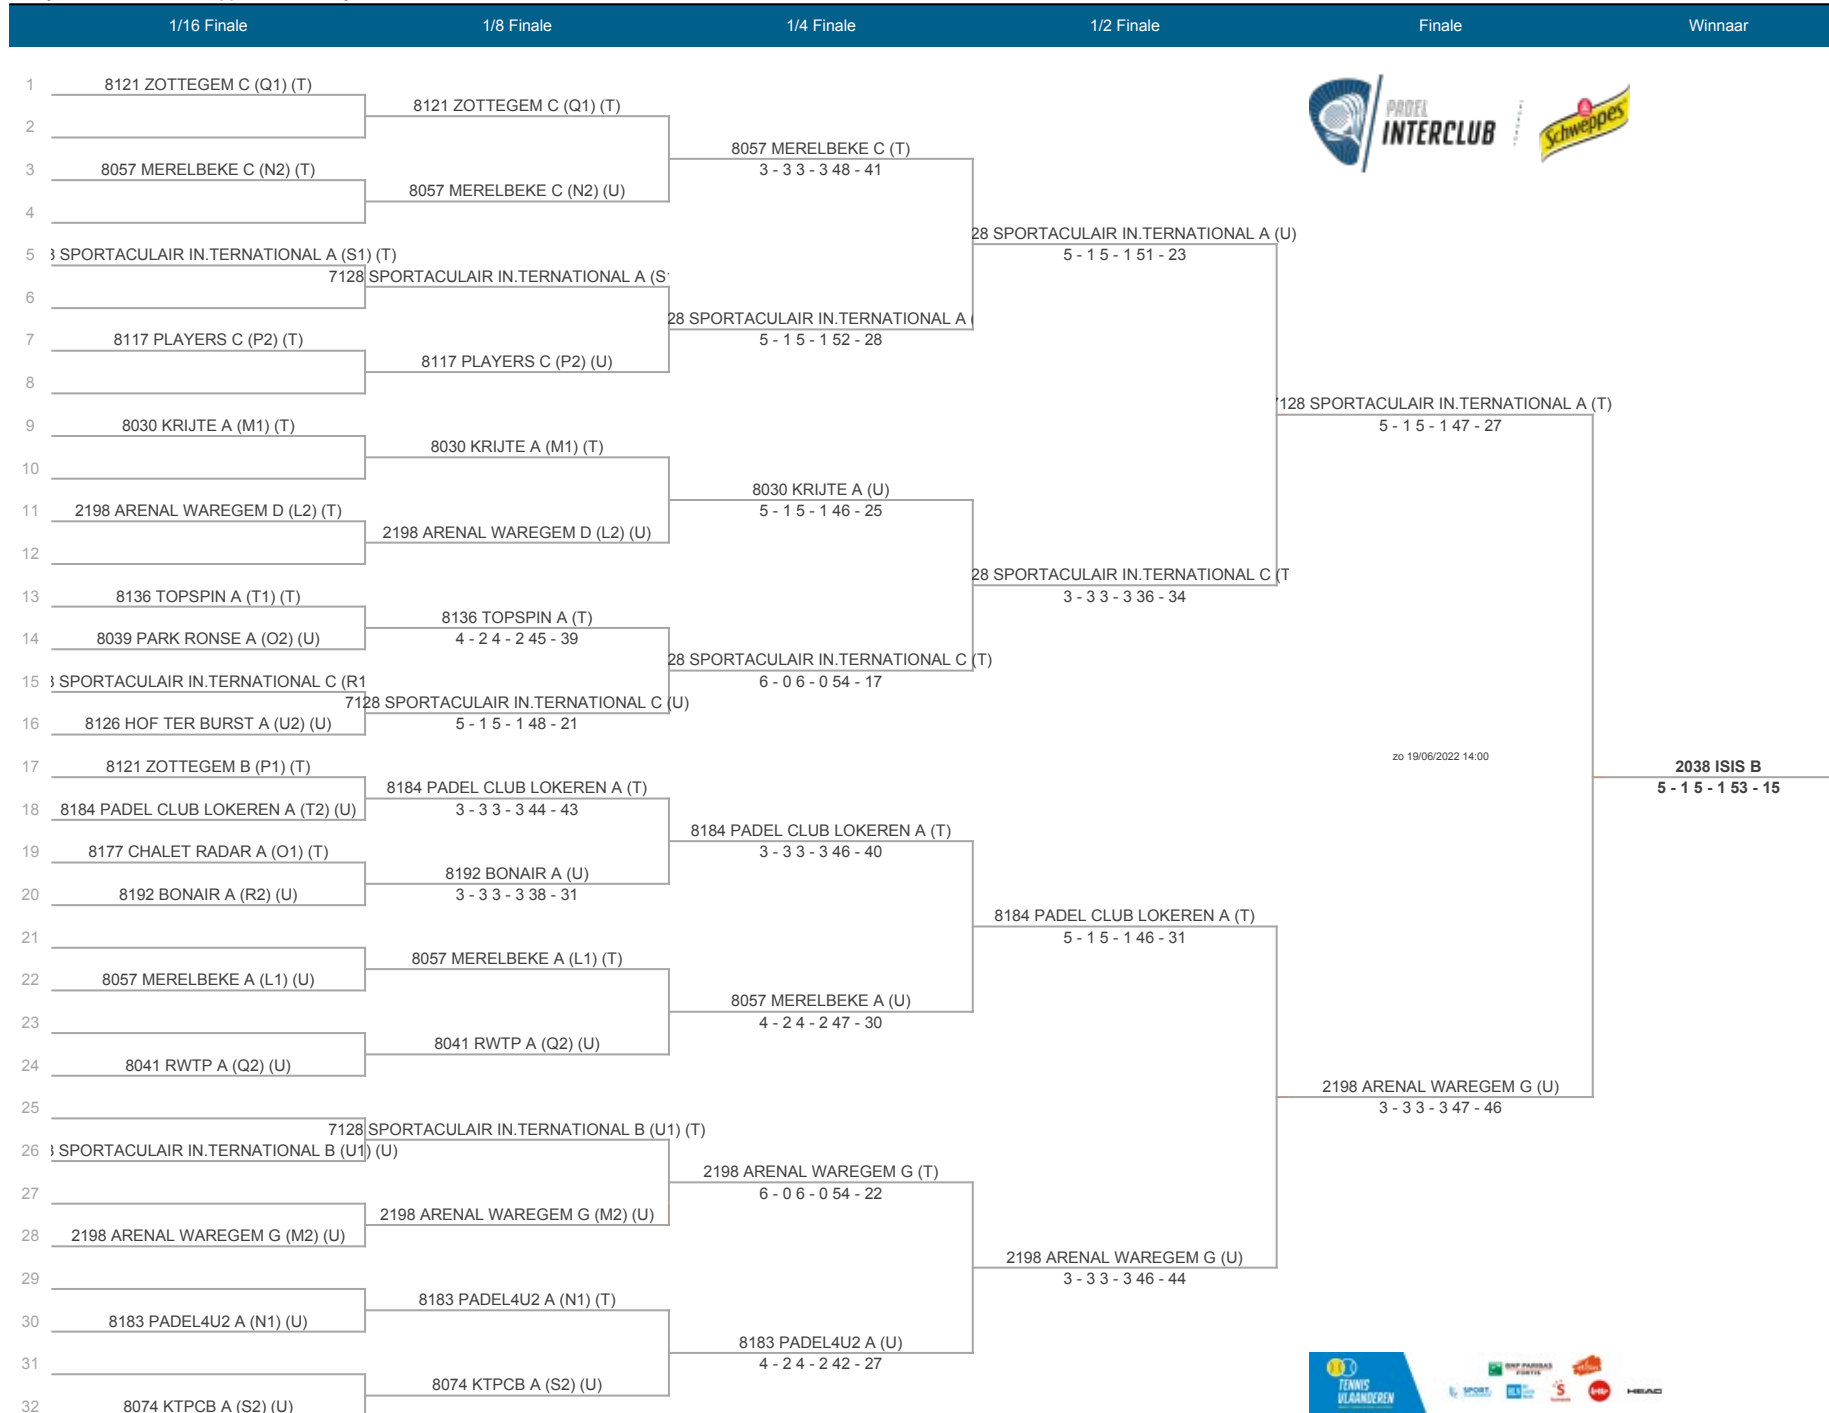 1/16 Finale 1/8 Finale 1/4 Finale 1/2 Finale Finale Winnaar
1 8121 ZOTTEGEM C (Q1) (T)
8121 ZOTTEGEM C (Q1) (T)
2
8057 MERELBEKE C (T)
3 8057 MERELBEKE C (N2) (T)
3 - 3 3 - 3 48 - 41
8057 MERELBEKE C (N2) (U)
4
28 SPORTACULAIR IN.TERNATIONAL A (U)
5 SPORTACULAIR IN.TERNATIONAL A (S1) (T)
5 - 1 5 - 1 51 - 23
7128 SPORTACULAIR IN.TERNATIONAL A (S
6
28 SPORTACULAIR IN.TERNATIONAL A (
7 8117 PLAYERS C (P2) (T)
5 - 1 5 - 1 52 - 28
8117 PLAYERS C (P2) (U)
8
7128 SPORTACULAIR IN.TERNATIONAL A (T)
9 8030 KRIJTE A (M1) (T)
5 - 1 5 - 1 47 - 27
8030 KRIJTE A (M1) (T)
10
8030 KRIJTE A (U)
11 2198 ARENAL WAREGEM D (L2) (T)
5 - 1 5 - 1 46 - 25
2198 ARENAL WAREGEM D (L2) (U)
12
28 SPORTACULAIR IN.TERNATIONAL C (T
13 8136 TOPSPIN A (T1) (T)
3 - 3 3 - 3 36 - 34
8136 TOPSPIN A (T)
14 8039 PARK RONSE A (O2) (U)
4 - 2 4 - 2 45 - 39
28 SPORTACULAIR IN.TERNATIONAL C (T)
15 SPORTACULAIR IN.TERNATIONAL C (R1
6 - 0 6 - 0 54 - 17
7128 SPORTACULAIR IN.TERNATIONAL C (U)
16 8126 HOF TER BURST A (U2) (U)
5 - 1 5 - 1 48 - 21
zo 19/06/2022 14:00
17 8121 ZOTTEGEM B (P1) (T)
2038 ISIS B
8184 PADEL CLUB LOKEREN A (T)
5 - 1 5 - 1 53 - 15
18 8184 PADEL CLUB LOKEREN A (T2) (U)
3 - 3 3 - 3 44 - 43
8184 PADEL CLUB LOKEREN A (T)
19 8177 CHALET RADAR A (O1) (T)
3 - 3 3 - 3 46 - 40
8192 BONAIR A (U)
20 8192 BONAIR A (R2) (U)
3 - 3 3 - 3 38 - 31
8184 PADEL CLUB LOKEREN A (T)
21
5 - 1 5 - 1 46 - 31
8057 MERELBEKE A (L1) (T)
22 8057 MERELBEKE A (L1) (U)
8057 MERELBEKE A (U)
23
4 - 2 4 - 2 47 - 30
8041 RWTP A (Q2) (U)
24 8041 RWTP A (Q2) (U)
2198 ARENAL WAREGEM G (U)
25
3 - 3 3 - 3 47 - 46
7128 SPORTACULAIR IN.TERNATIONAL B (U1) (T)
26 SPORTACULAIR IN.TERNATIONAL B (U1) (U)
2198 ARENAL WAREGEM G (T)
27
6 - 0 6 - 0 54 - 22
2198 ARENAL WAREGEM G (M2) (U)
28 2198 ARENAL WAREGEM G (M2) (U)
2198 ARENAL WAREGEM G (U)
29
3 - 3 3 - 3 46 - 44
8183 PADEL4U2 A (N1) (T)
30 8183 PADEL4U2 A (N1) (U)
8183 PADEL4U2 A (U)
31
4 - 2 4 - 2 42 - 27
8074 KTPCB A (S2) (U)
32 8074 KTPCB A (S2) (U)
PADEL
INTERCLUB
Schweppes
TENNIS
VLAANDEREN
BNP PARIBAS
FORTIS
SPORT.
HEAD